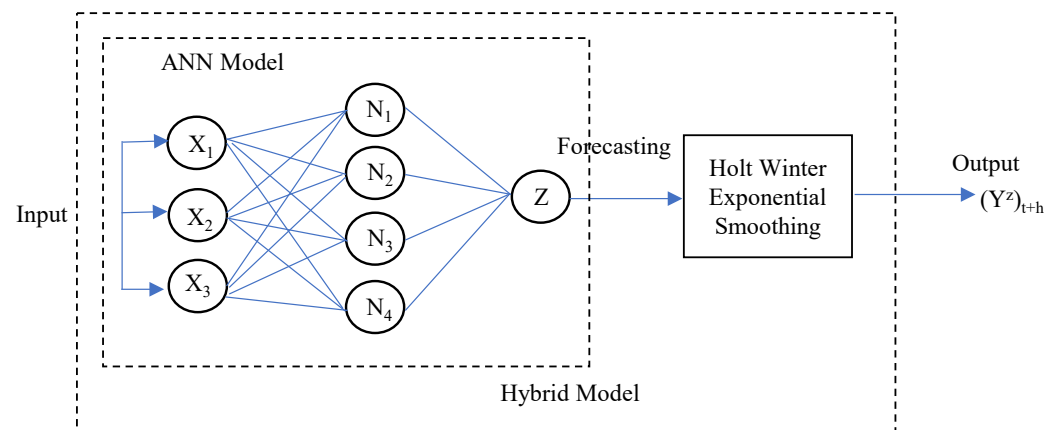 ANN Model
Input
X₁
X₂
X₃
N₁
N₂
N₃
N₄
Z
Forecasting
Holt Winter
Exponential
Smoothing
Output
(Yᶻ)ₜ₊ₕ
Hybrid Model